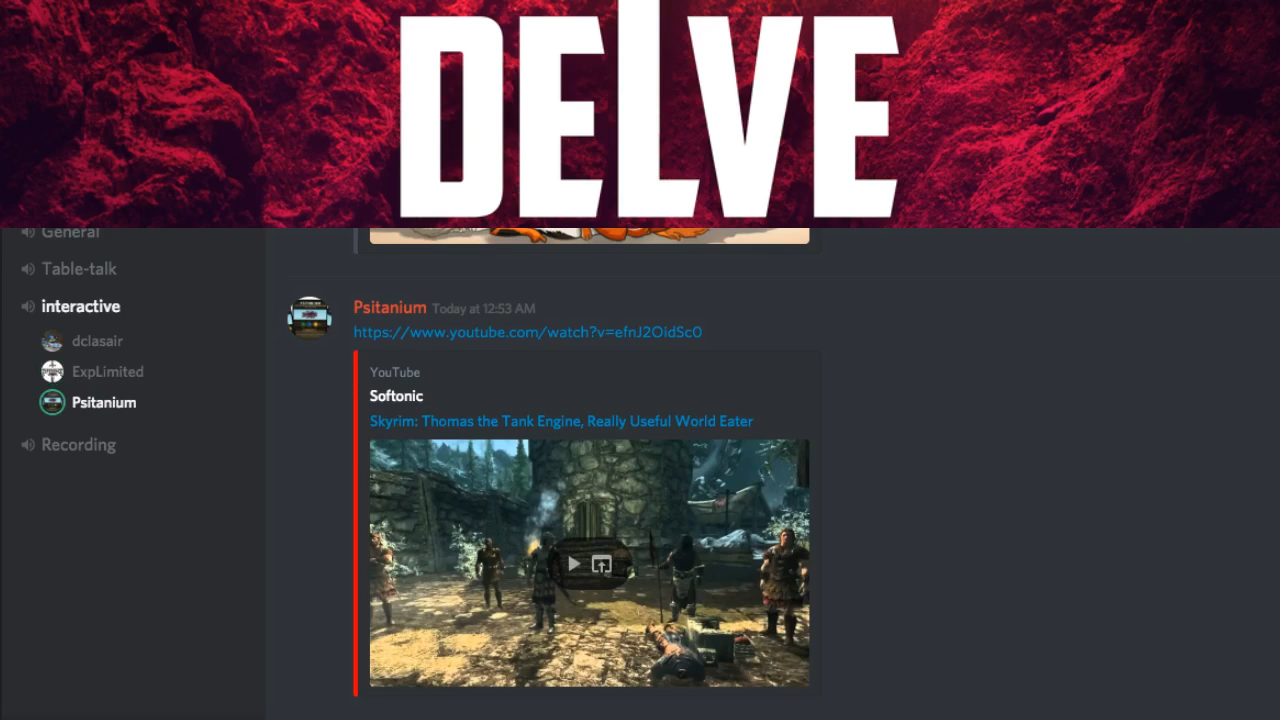 DELVE
General
Table-talk
interactive
dclasair
ExpLimited
Psitanium
Recording
Psitanium Today at 12:53 AM
https://www.youtube.com/watch?v=efnJ2OidSc0
YouTube
Softonic
Skyrim: Thomas the Tank Engine, Really Useful World Eater